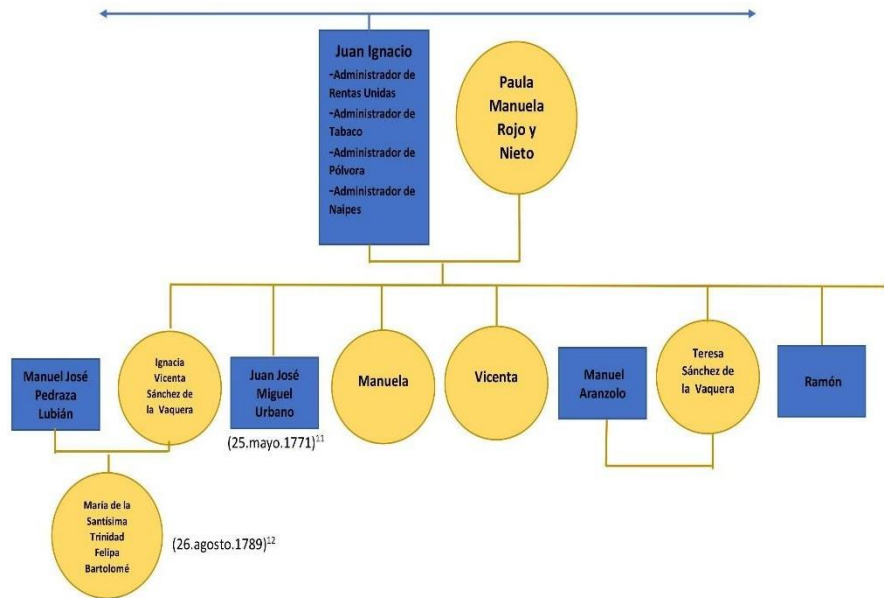 Juan Ignacio
-Administrador de
Rentas Unidas
-Administrador de
Tabaco
-Administrador de
Pólvora
-Administrador de
Naipes
Paula
Manuela
Rojo y
Nieto
Manuel José
Pedraza
Lubián
Ignacia
Vicenta
Sánchez de
la Vaquera
Juan José
Miguel
Urbano
(25.mayo.1771)11
Manuela
Vicenta
Manuel
Aranzolo
Teresa
Sánchez de
la Vaquera
Ramón
María de la
Santísima
Trinidad
Felipa
Bartolomé
(26.agosto.1789)12